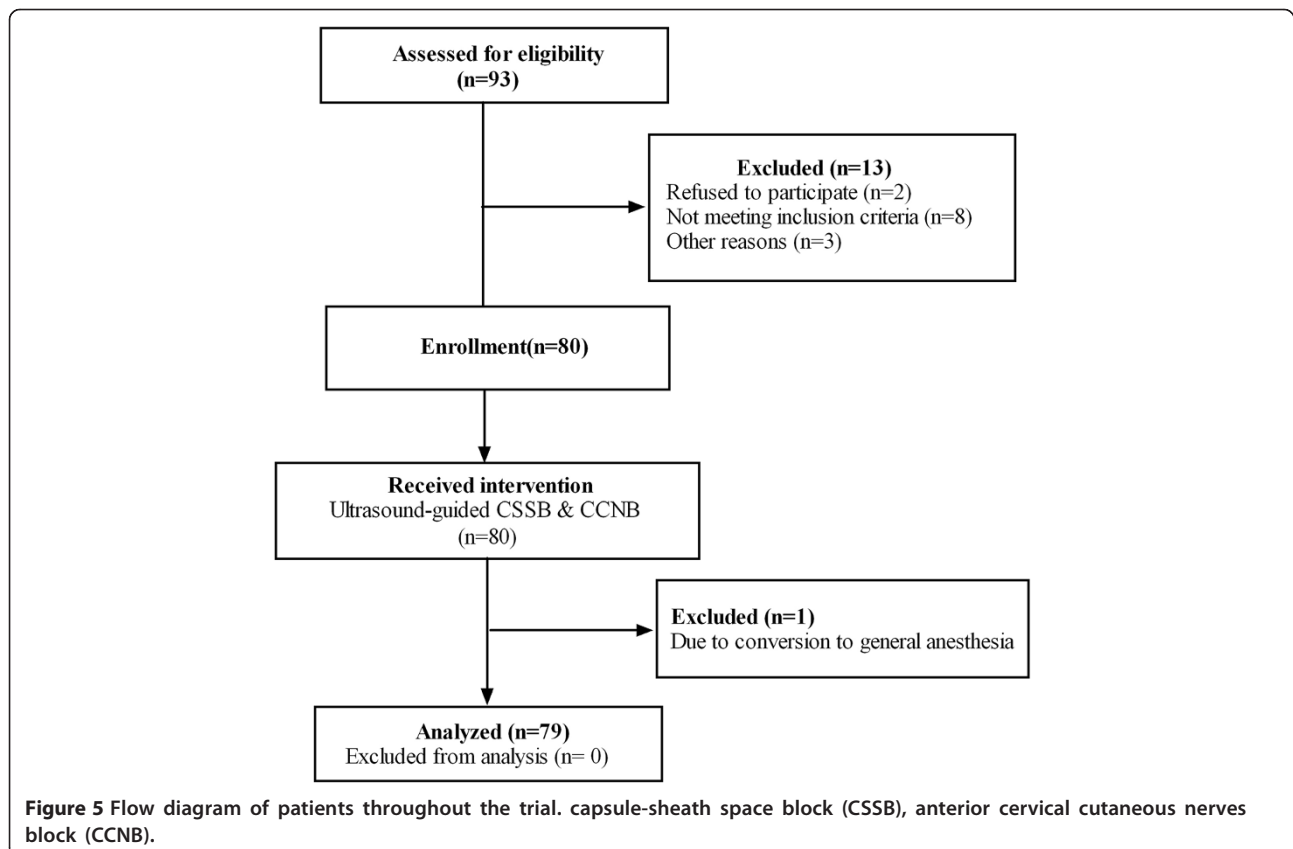 Assessed for eligibility
(n=93)
Excluded (n=13)
Refused to participate (n=2)
Not meeting inclusion criteria (n=8)
Other reasons (n=3)
Enrollment(n=80)
Received intervention
Ultrasound-guided CSSB & CCNB
(n=80)
Excluded (n=1)
Due to conversion to general anesthesia
Analyzed (n=79)
Excluded from analysis (n= 0)
Figure 5 Flow diagram of patients throughout the trial. capsule-sheath space block (CSSB), anterior cervical cutaneous nerves
block (CCNB).